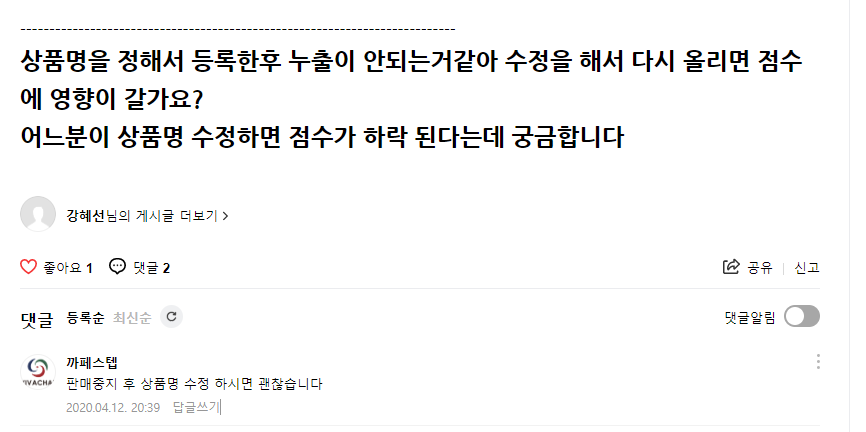 --------------------------------------------------------------------------
상품명을 정해서 등록한후 누출이 안되는거같아 수정을 해서 다시 올리면 점수
에 영향이 갈가요?
어느분이 상품명 수정하면 점수가 하락 된다는데 궁금합니다
강혜선님의 게시글 더보기 >
좋아요 1 댓글 2 공유 | 신고
댓글 등록순 최신순 댓글알림
까페스텝
VIVACHA
판매중지 후 상품명 수정 하시면 괜찮습니다
2020.04.12. 20:39 답글쓰기